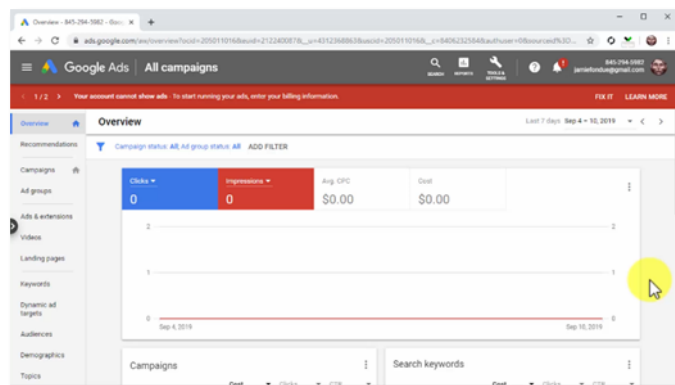 Overview - 845-294-5982 - Goog
Google Ads
All campaigns
SEARCH
REPORTS
TOOLS & SETTINGS
845-294-5982
jamiefondue@gmail.com
1 / 2
Your account cannot show ads - To start running your ads, enter your billing information.
FIX IT
LEARN MORE
Overview
Recommendations
Campaigns
Ad groups
Ads & extensions
Videos
Landing pages
Keywords
Dynamic ad
targets
Audiences
Demographics
Topics
Overview
Last 7 days Sep 4 – 10, 2019
Campaign status: All; Ad group status: All ADD FILTER
Clicks
0
Impressions
0
Avg. CPC
$0.00
Cost
$0.00
2 2
1 1
0 0
Sep 4, 2019 Sep 10, 2019
Campaigns
Cost Clicks CTR
Search keywords
Cost Clicks CTR